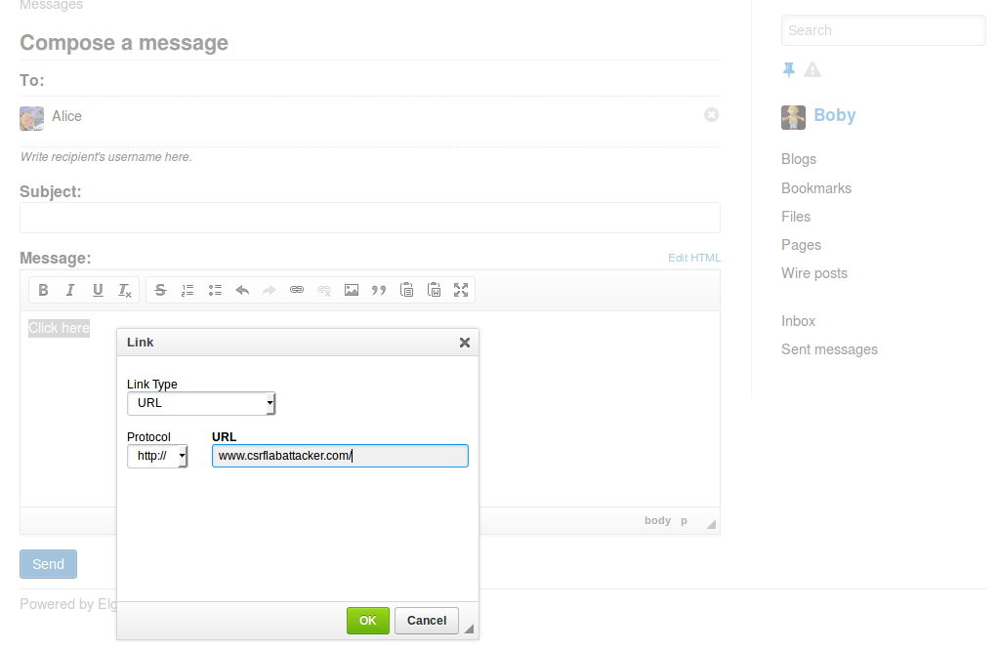 Messages
Compose a message
To:
Alice
Write recipient's username here.
Subject:
Message:
Edit HTML
B I U Tx S
Click here
Link
Link Type
URL
Protocol
URL
http://
www.csrflabattacker.com/
body p
Send
OK
Cancel
Powered by Elg
Search
Boby
Blogs
Bookmarks
Files
Pages
Wire posts
Inbox
Sent messages